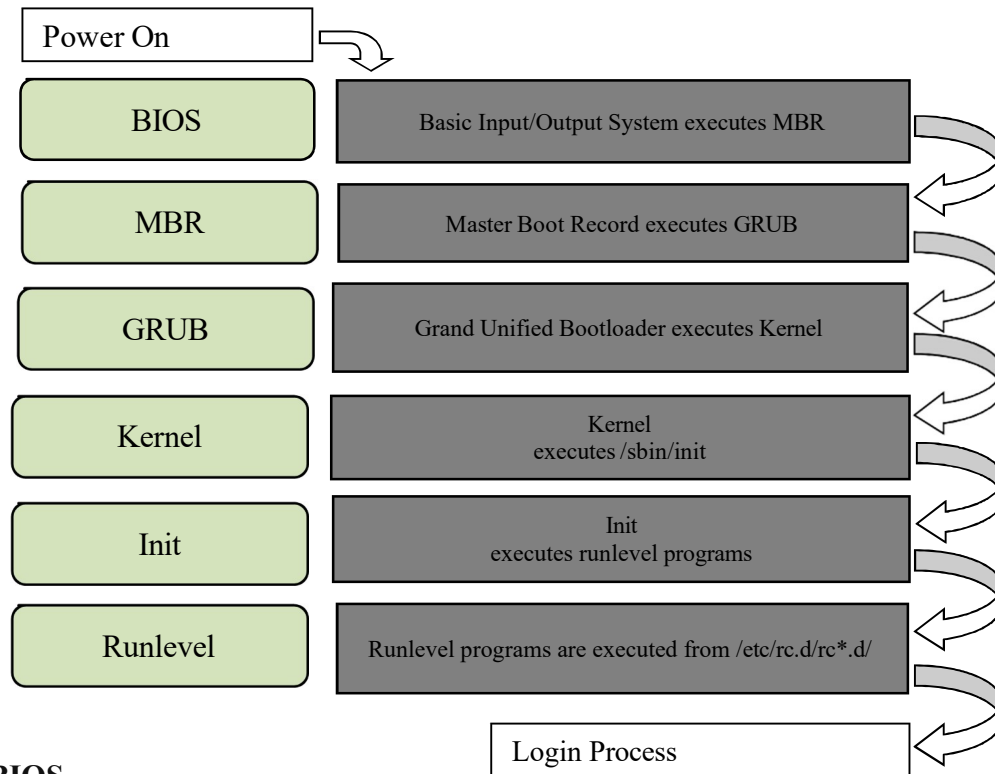 Power On
BIOS
Basic Input/Output System executes MBR
MBR
Master Boot Record executes GRUB
GRUB
Grand Unified Bootloader executes Kernel
Kernel
Kernel
executes /sbin/init
Init
Init
executes runlevel programs
Runlevel
Runlevel programs are executed from /etc/rc.d/rc*.d/
Login Process
BIOS